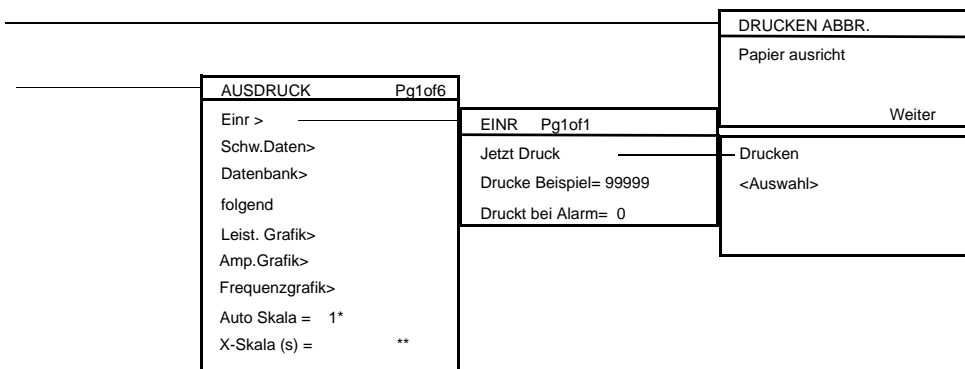 DRUCKEN ABBR.
Papier ausricht
Weiter
AUSDRUCK Pg1of6
Einr >
Schw.Daten>
Datenbank>
folgend
Leist. Grafik>
Amp.Grafik>
Frequenzgrafik>
Auto Skala = 1*
X-Skala (s) = **
EINR Pg1of1
Jetzt Druck
Drucke Beispiel= 99999
Druckt bei Alarm= 0
Drucken
<Auswahl>